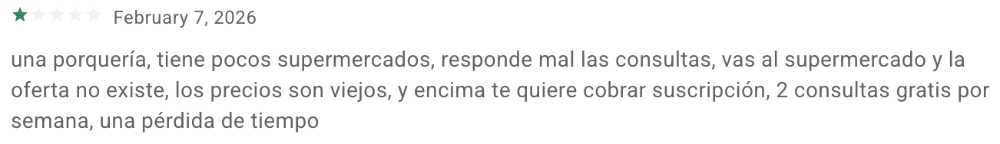 February 7, 2026
una porquería, tiene pocos supermercados, responde mal las consultas, vas al supermercado y la
oferta no existe, los precios son viejos, y encima te quiere cobrar suscripción, 2 consultas gratis por
semana, una pérdida de tiempo